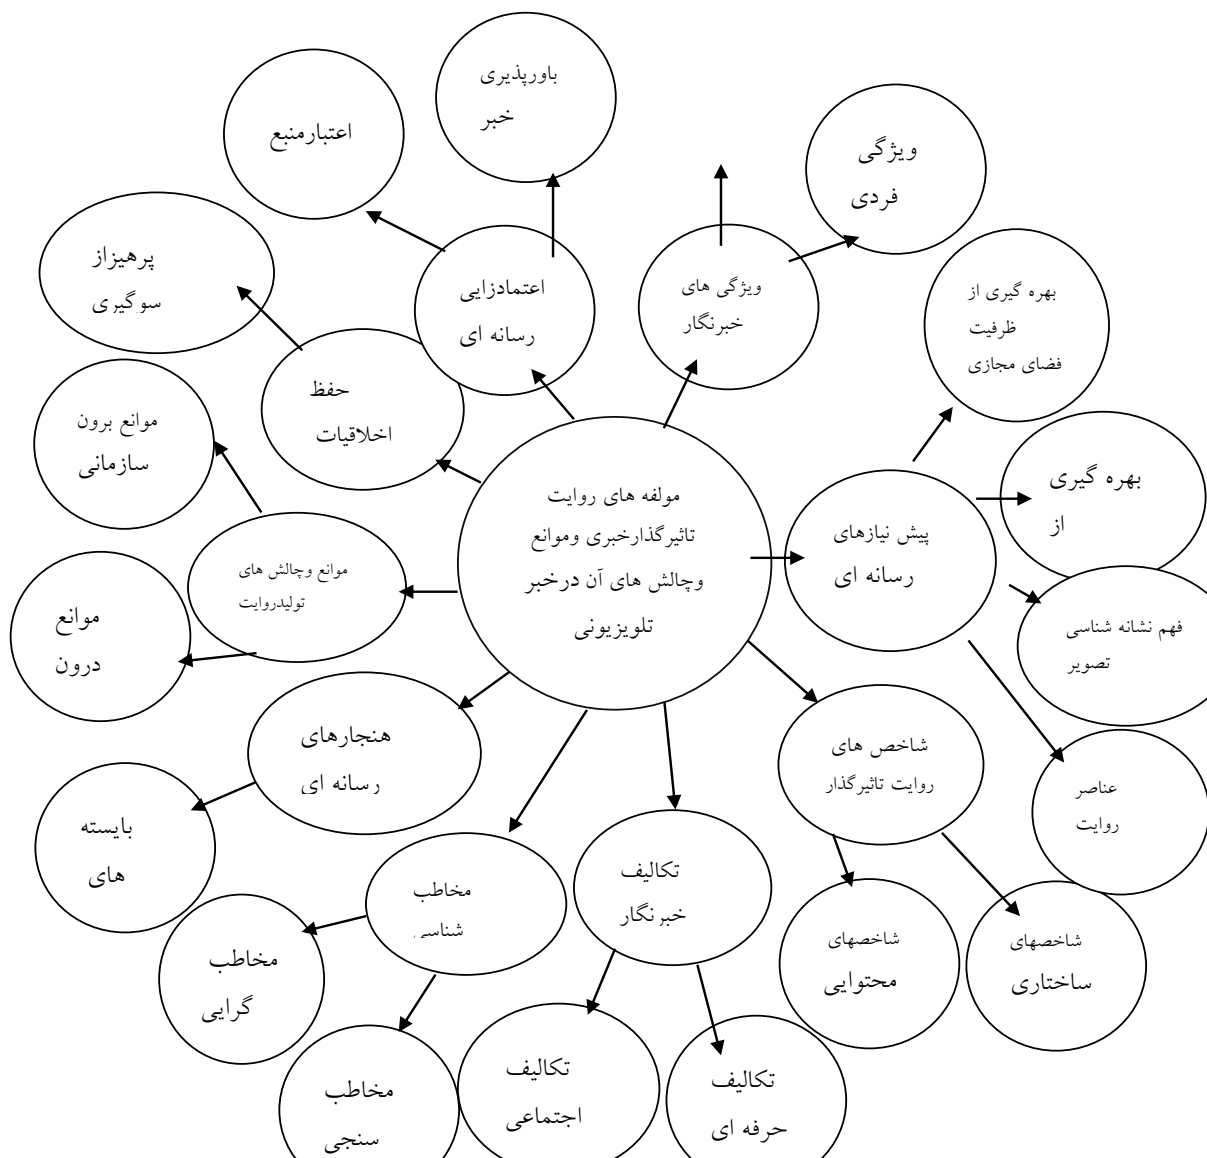 باورپذیری
خبر
اعتبارمنبع
ویژگی
فردی
پرهیزاز
سوگیری
اعتمادزایی
رسانه ای
ویژگی های
خبرنگار
بهره گیری از
ظرفیت
فضای مجازی
حفظ
اخلاقیات
موانع برون
سازمانی
مولفه های روایت
تاثیرگذارخبری وموانع
وچالش های آن درخبر
تلویزیونی
پیش نیازهای
رسانه ای
بهره گیری
از
موانع وچالش های
تولیدروایت
موانع
درون
فهم نشانه شناسی
تصویر
هنجارهای
رسانه ای
شاخص های
روایت تاثیرگذار
عناصر
روایت
بایسته
های
مخاطب
شناسی
تکالیف
خبرنگار
شاخصهای
محتوایی
شاخصهای
ساختاری
مخاطب
گرایی
مخاطب
سنجی
تکالیف
اجتماعی
تکالیف
حرفه ای